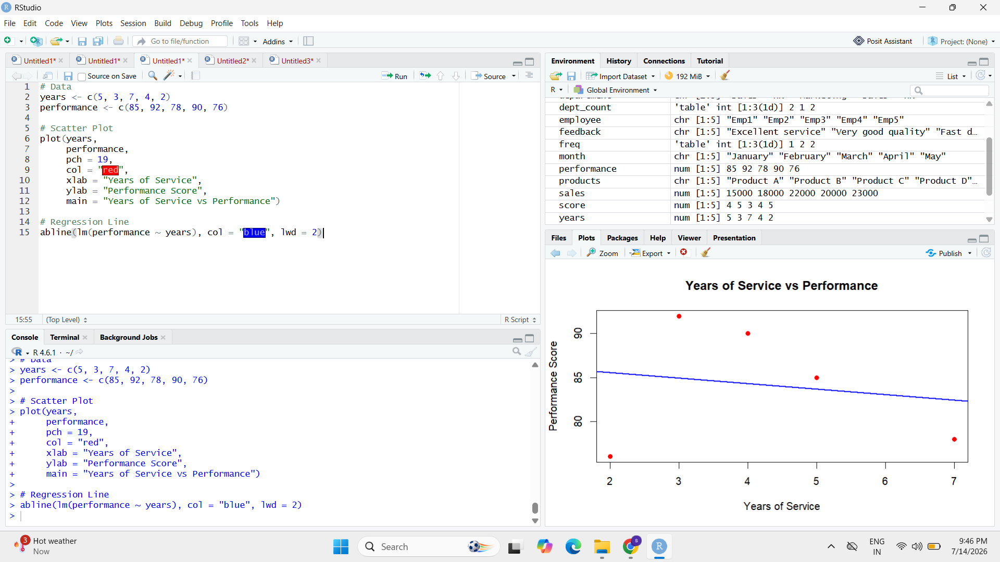 RStudio
File Edit Code View Plots Session Build Debug Profile Tools Help
Go to file/function Addins Posit Assistant Project: (None)
Untitled1* Untitled1* Untitled1* Untitled2* Untitled3*
Source on Save Run Source
1 # Data
2 years <- c(5, 3, 7, 4, 2)
3 performance <- c(85, 92, 78, 90, 76)
4
5 # Scatter Plot
6 plot(years,
7 performance,
8 pch = 19,
9 col = "red",
10 xlab = "Years of Service",
11 ylab = "Performance Score",
12 main = "Years of Service vs Performance")
13
14 # Regression Line
15 abline(lm(performance ~ years), col = "blue", lwd = 2)
15:55 (Top Level) R Script
Console Terminal Background Jobs
R 4.6.1 · ~/
> # Data
> years <- c(5, 3, 7, 4, 2)
> performance <- c(85, 92, 78, 90, 76)
>
> # Scatter Plot
> plot(years,
+ performance,
+ pch = 19,
+ col = "red",
+ xlab = "Years of Service",
+ ylab = "Performance Score",
+ main = "Years of Service vs Performance")
>
> # Regression Line
> abline(lm(performance ~ years), col = "blue", lwd = 2)
>
Environment History Connections Tutorial
Import Dataset 192 MiB List
R Global Environment
dept_count 'table' int [1:3(1d)] 2 1 2
employee chr [1:5] "Emp1" "Emp2" "Emp3" "Emp4" "Emp5"
feedback chr [1:5] "Excellent service" "Very good quality" "Fast d…
freq 'table' int [1:3(1d)] 1 2 2
month chr [1:5] "January" "February" "March" "April" "May"
performance num [1:5] 85 92 78 90 76
products chr [1:5] "Product A" "Product B" "Product C" "Product D"…
sales num [1:5] 15000 18000 22000 20000 23000
score num [1:5] 4 5 3 4 5
years num [1:5] 5 3 7 4 2
Files Plots Packages Help Viewer Presentation
Zoom Export Publish
Years of Service vs Performance
Performance Score
90
85
80
2 3 4 5 6 7
Years of Service
3 Hot weather
Now
Search
ENG
IN
9:46 PM
7/14/2026